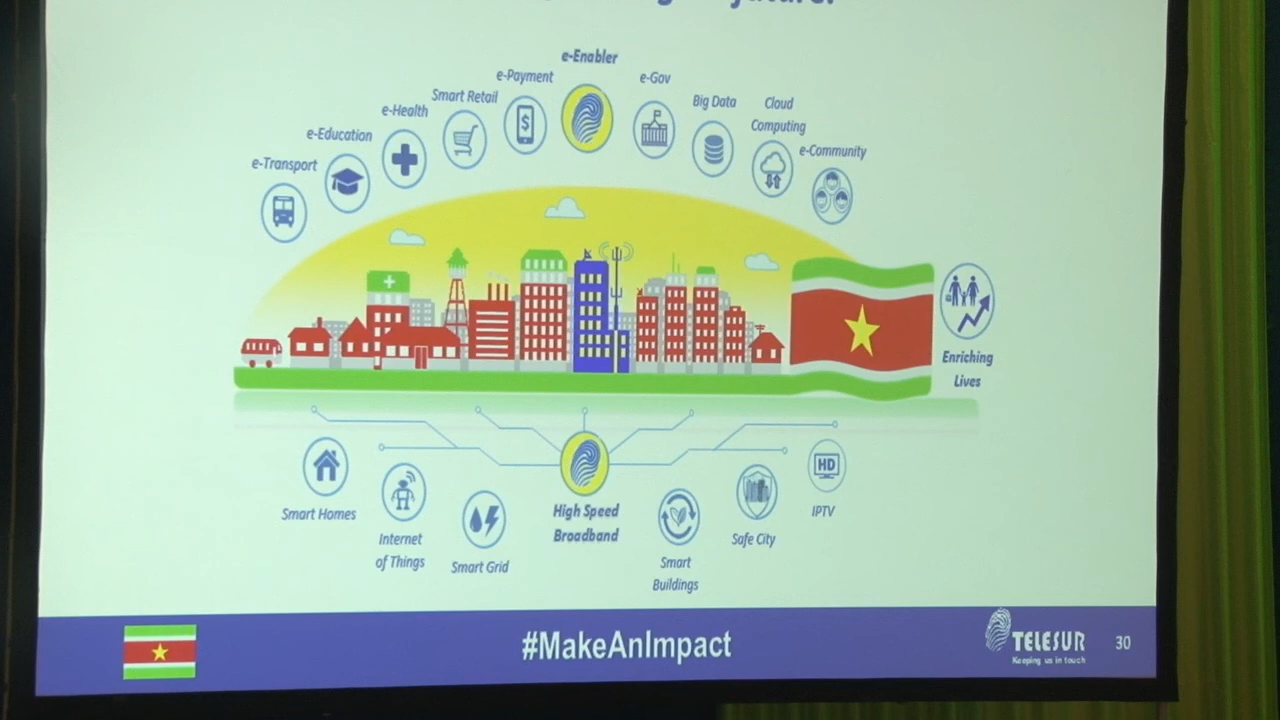 e-Enabler
e-Payment
e-Gov
Smart Retail
Big Data
Cloud
Computing
e-Health
e-Education
e-Community
e-Transport
$
Enriching
Lives
HD
Smart Homes
Internet
of Things
Smart Grid
High Speed
Broadband
Smart
Buildings
Safe City
IPTV
#MakeAnImpact
TELESUR
Keeping us in touch
30